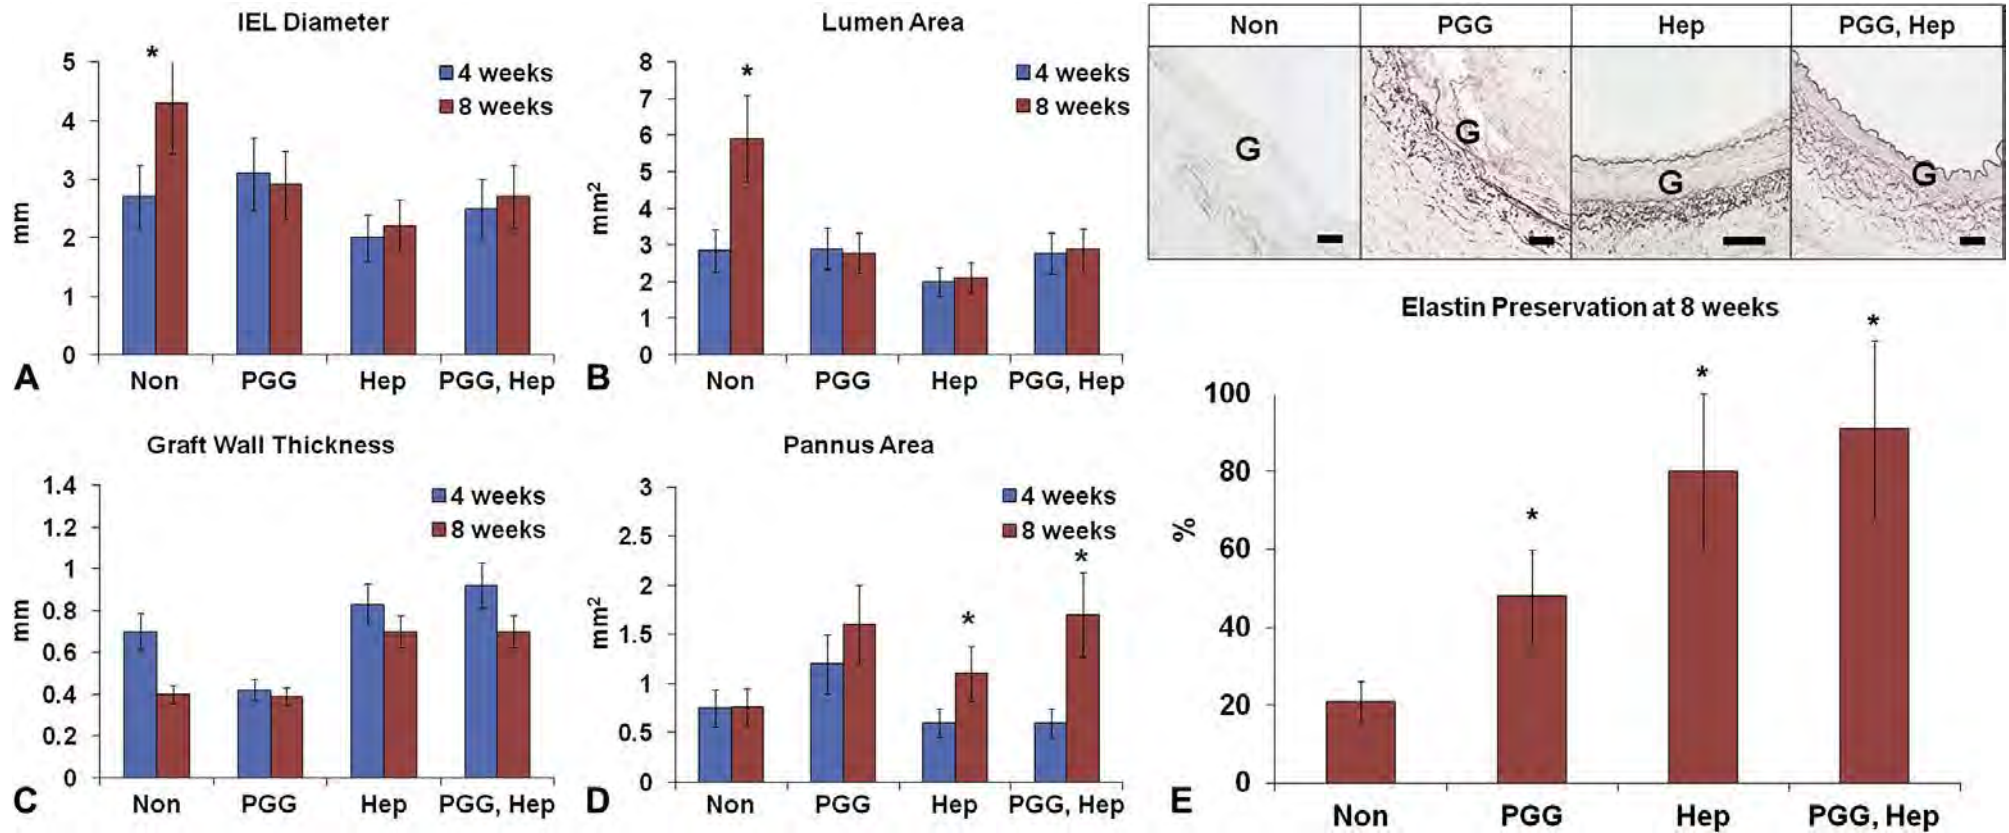 IEL Diameter
*
4 weeks
8 weeks
5
4
3
2
1
0
mm
Non PGG Hep PGG, Hep
A
Lumen Area
*
4 weeks
8 weeks
8
7
6
5
4
3
2
1
0
mm²
Non PGG Hep PGG, Hep
B
Graft Wall Thickness
4 weeks
8 weeks
1.4
1.2
1
0.8
0.6
0.4
0.2
0
mm
Non PGG Hep PGG, Hep
C
Pannus Area
4 weeks
8 weeks
* *
3
2.5
2
1.5
1
0.5
0
mm²
Non PGG Hep PGG, Hep
D
Non PGG Hep PGG, Hep
G G G G
Elastin Preservation at 8 weeks
* * *
100
80
60
40
20
0
%
Non PGG Hep PGG, Hep
E